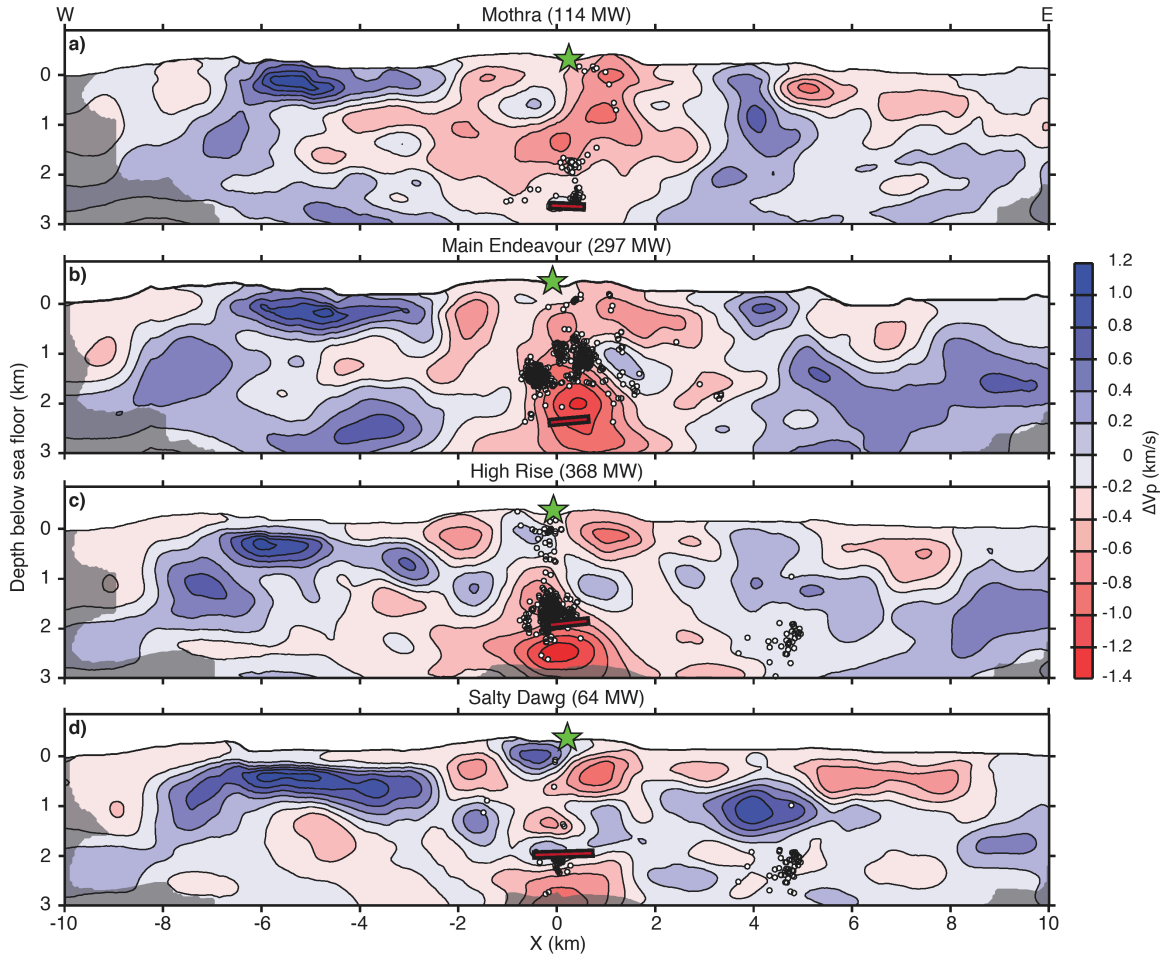 W Mothra (114 MW) E
a)
0
1
2
3
Main Endeavour (297 MW)
b)
0
1
2
3
High Rise (368 MW)
c)
0
1
2
3
Salty Dawg (64 MW)
d)
0
1
2
3
-10 -8 -6 -4 -2 0 2 4 6 8 10
X (km)
Depth below sea floor (km)
1.2
1.0
0.8
0.6
0.4
0.2
0
-0.2
-0.4
-0.6
-0.8
-1.0
-1.2
-1.4
ΔVp (km/s)